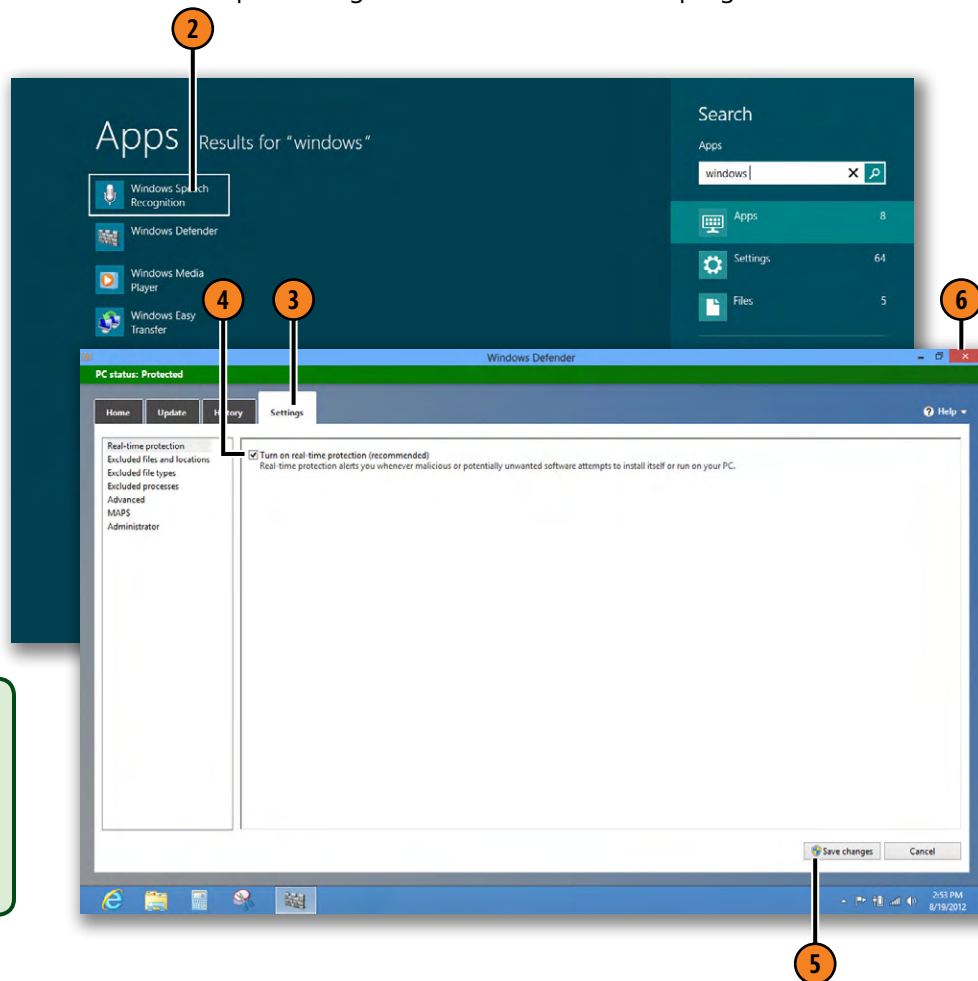 2
Apps Results for "windows"
Windows Speech
Recognition
Windows Defender
Windows Media
Player
Windows Easy
Transfer
Search
Apps
windows
Apps 8
Settings 64
Files 5
4
3
6
Windows Defender
PC status: Protected
Home Update History Settings
Help
Real-time protection
Excluded files and locations
Excluded file types
Excluded processes
Advanced
MAPS
Administrator
Turn on real-time protection (recommended)
Real-time protection alerts you whenever malicious or potentially unwanted software attempts to install itself or run on your PC.
Save changes Cancel
2:53 PM
8/19/2012
5